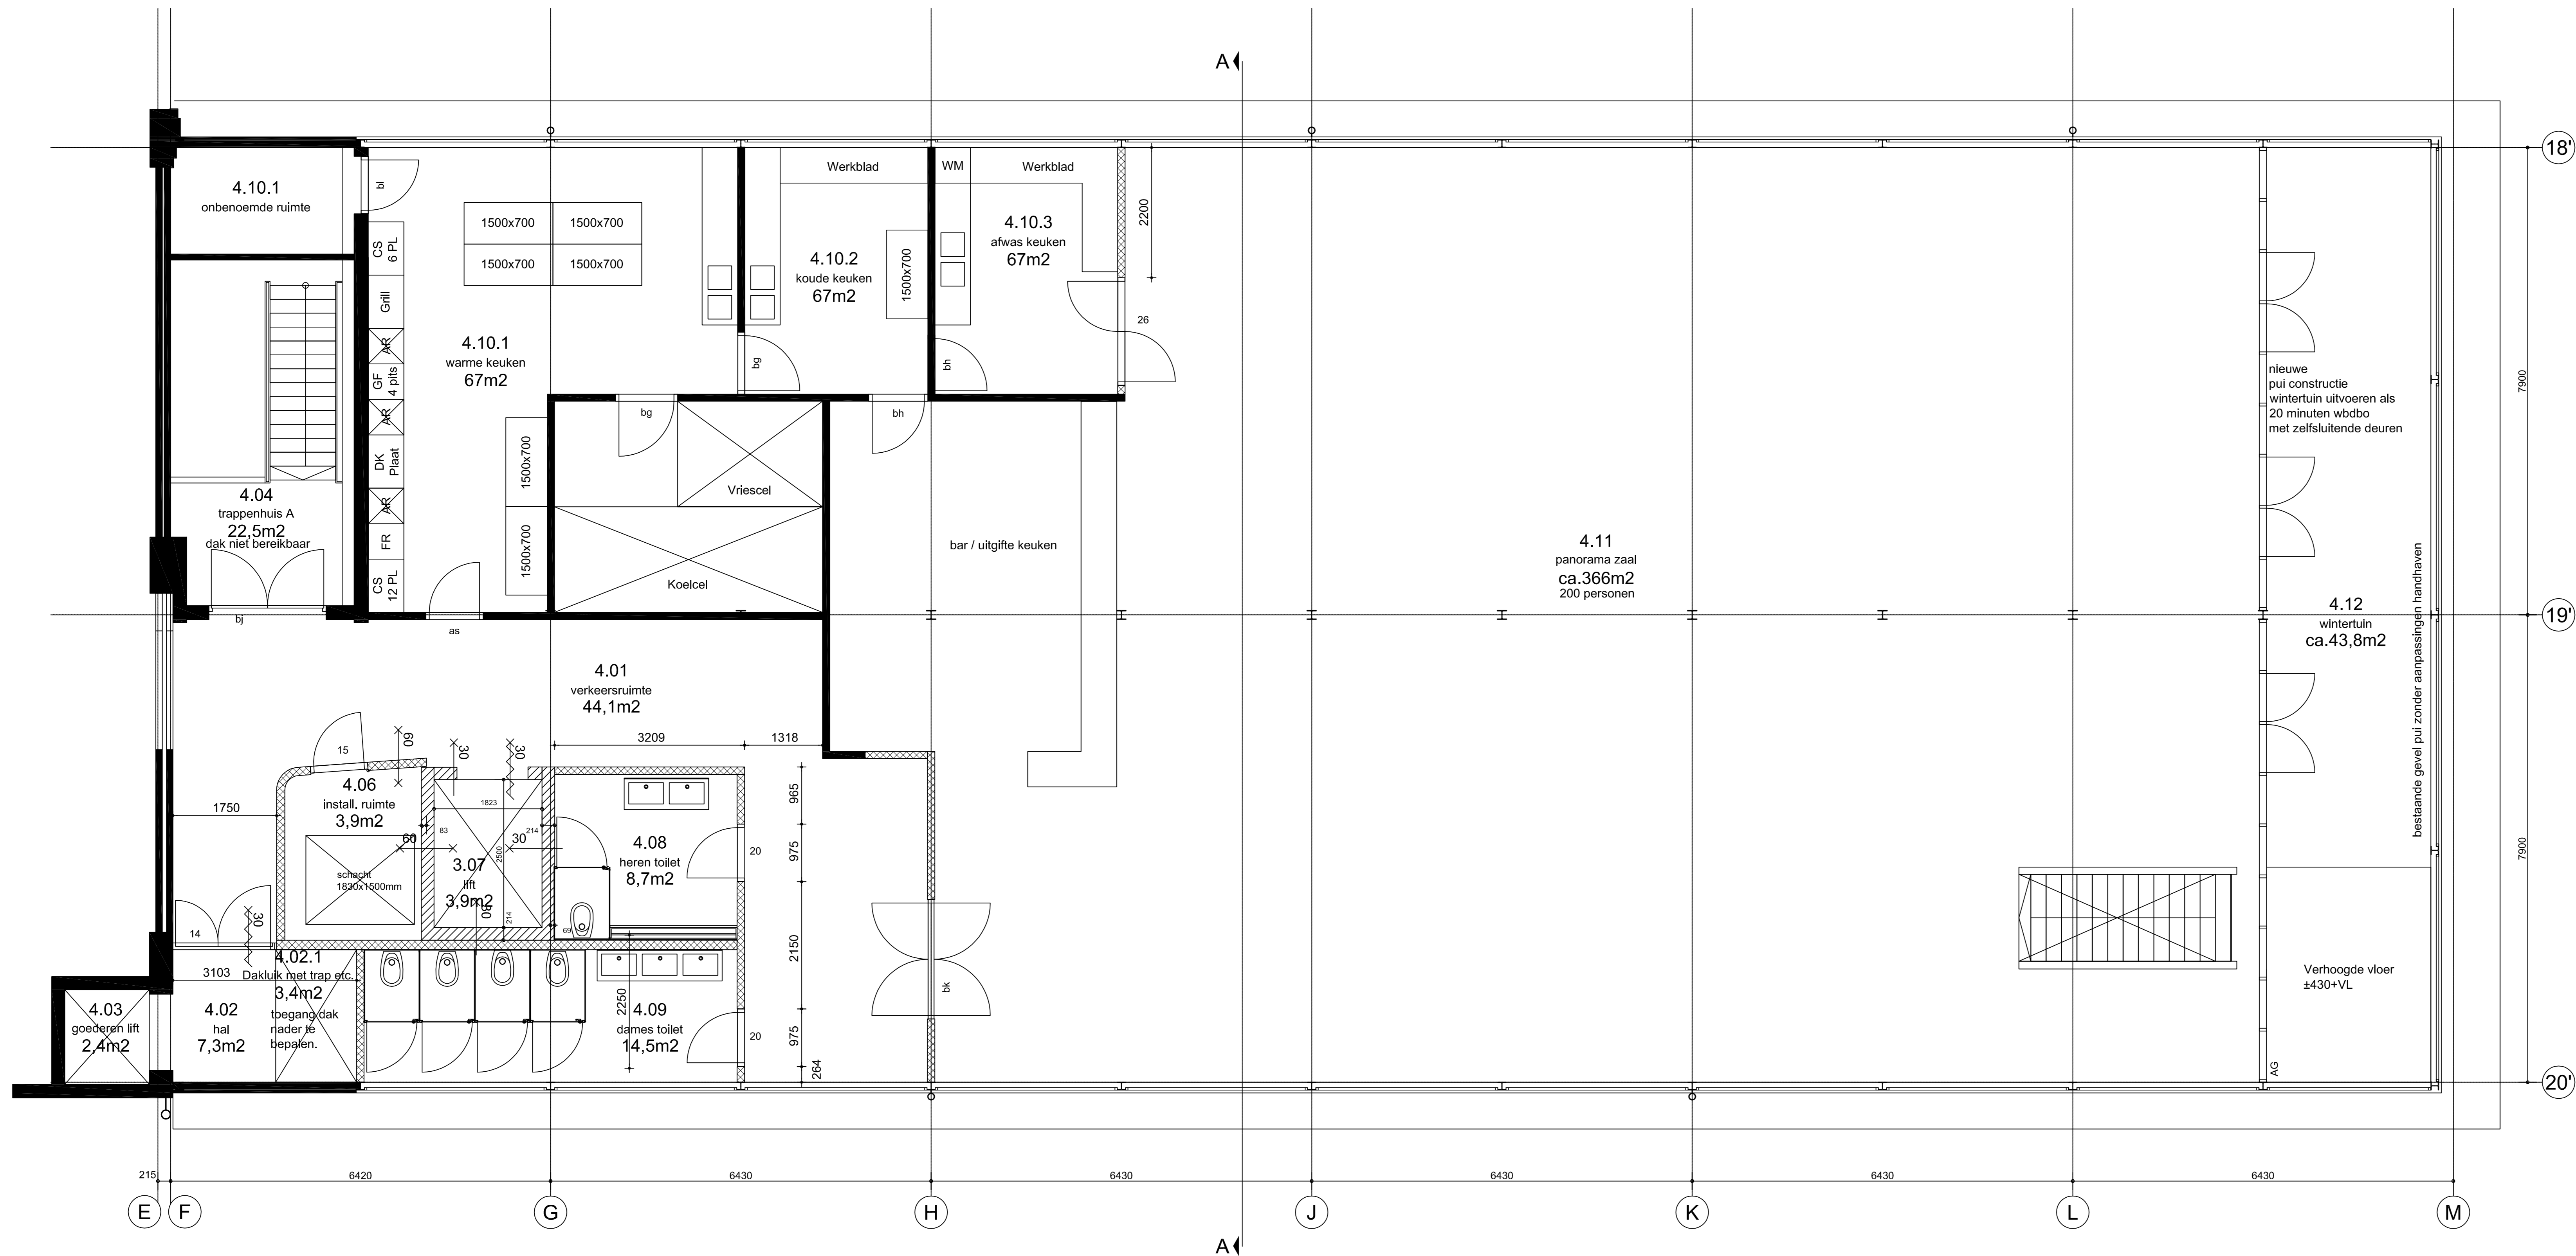 A
18'
4.10.1
onbenoemde ruimte
bl
CS
6 PL
Grill
AR
GF
4 pits
AR
DK
Plaat
AR
FR
CS
12 PL
1500x700
1500x700
1500x700
1500x700
4.10.1
warme keuken
67m2
1500x700
1500x700
Werkblad
4.10.2
koude keuken
67m2
1500x700
bg
WM
Werkblad
4.10.3
afwas keuken
67m2
bh
2200
26
bg
bh
Vriescel
Koelcel
bar / uitgifte keuken
4.04
trappenhuis A
22,5m2
dak niet bereikbaar
bj
as
4.11
panorama zaal
ca.366m2
200 personen
nieuwe
pui constructie
wintertuin uitvoeren als
20 minuten wbdbo
met zelfsluitende deuren
7900
19'
4.12
wintertuin
ca.43,8m2
bestaande gevel pui zonder aanpassingen handhaven
7900
4.01
verkeersruimte
44,1m2
3209
1318
15
60
30
30
1750
4.06
install. ruimte
3,9m2
schacht
1830x1500mm
60
83
1823
2500
214
30
3.07
lift
3,9m2
30
214
69
4.08
heren toilet
8,7m2
20
965
975
2150
975
264
bk
14
30
3103
4.02.1
Dakluik met trap etc.
3,4m2
toegang dak
nader te
bepalen.
4.03
goederen lift
2,4m2
4.02
hal
7,3m2
2250
4.09
dames toilet
14,5m2
20
Verhoogde vloer
±430+VL
AG
20'
215
6420
6430
6430
6430
6430
6430
E
F
G
H
J
K
L
M
A